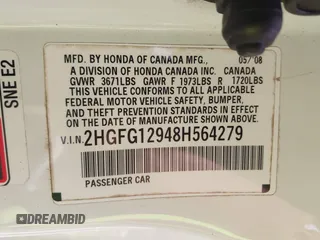 MFD. BY HONDA OF CANADA MFG., 05/'08
A DIVISION OF HONDA CANADA INC. CANADA
GVWR 3671LBS GAWR F 1973LBS R 1720LBS
THIS VEHICLE CONFORMS TO ALL APPLICABLE
FEDERAL MOTOR VEHICLE SAFETY, BUMPER,
AND THEFT PREVENTION STANDARDS IN EFFECT
ON THE DATE OF MANUFACTURE SHOWN ABOVE
V.I.N. 2HGFG12948H564279
PASSENGER CAR
SNE E2
DREAMBID